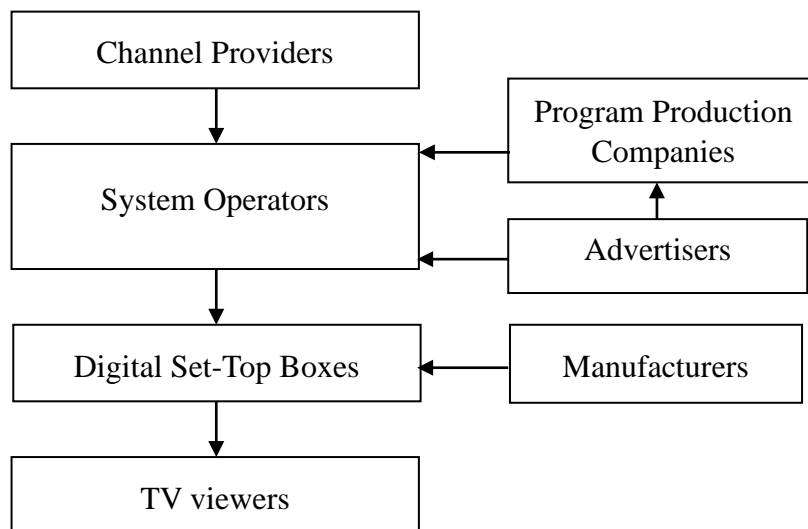 Channel Providers
Program Production
Companies
System Operators
Advertisers
Digital Set-Top Boxes
Manufacturers
TV viewers